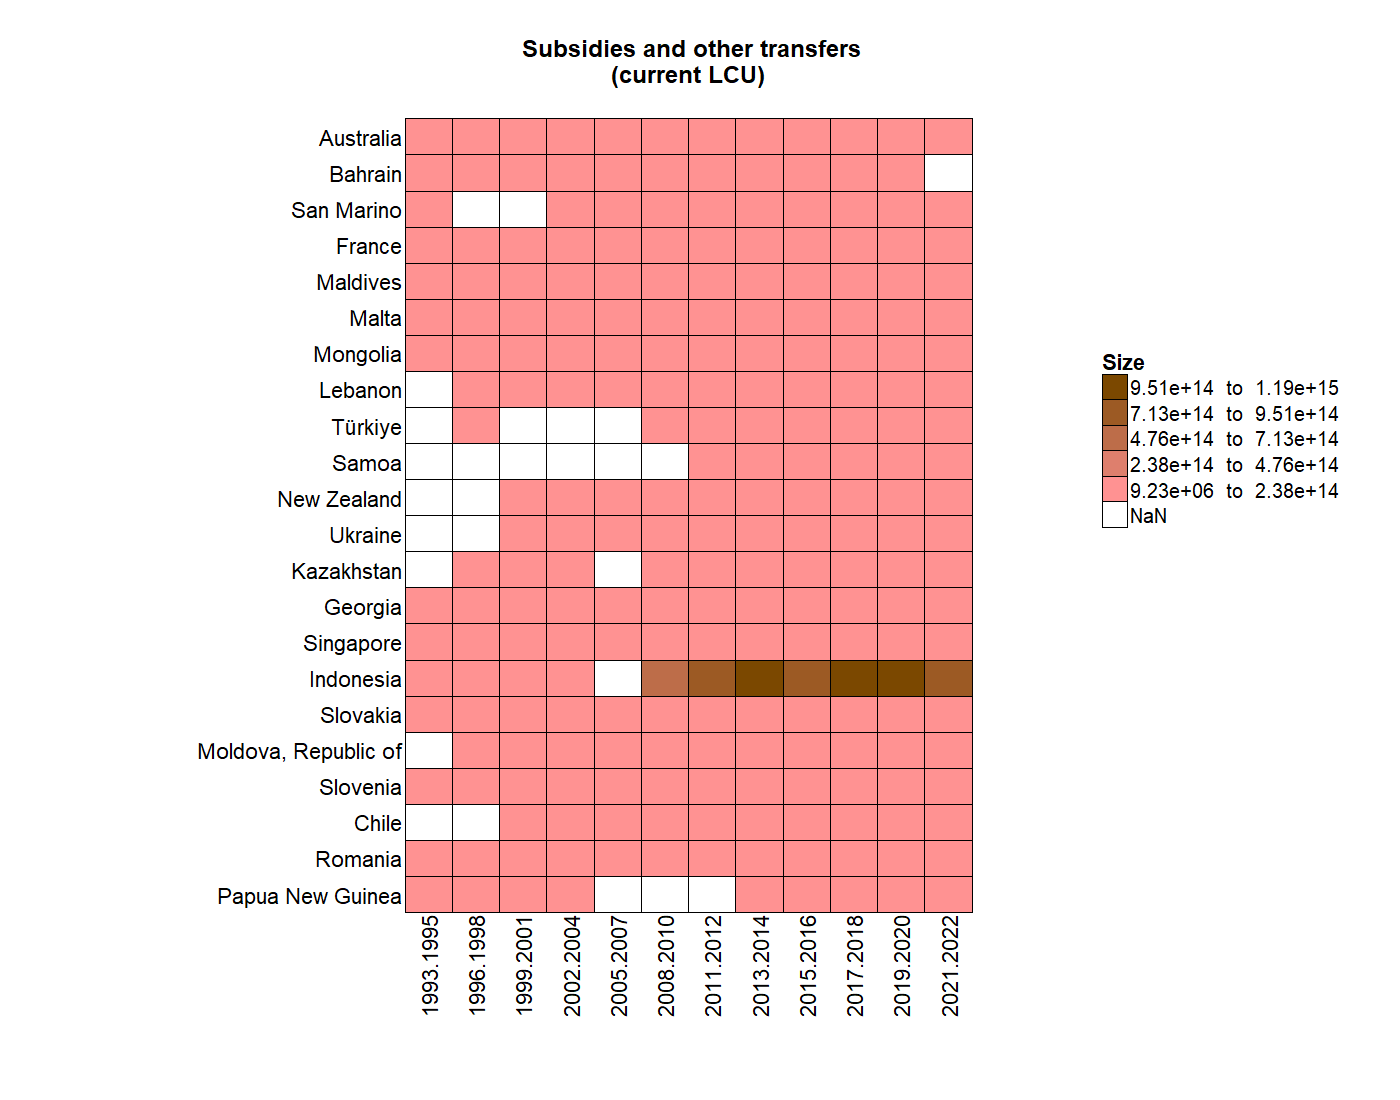 Subsidies and other transfers
(current LCU)
Australia
Bahrain
San Marino
France
Maldives
Malta
Mongolia
Lebanon
Türkiye
Samoa
New Zealand
Ukraine
Kazakhstan
Georgia
Singapore
Indonesia
Slovakia
Moldova, Republic of
Slovenia
Chile
Romania
Papua New Guinea
1993.1995
1996.1998
1999.2001
2002.2004
2005.2007
2008.2010
2011.2012
2013.2014
2015.2016
2017.2018
2019.2020
2021.2022
Size
9.51e+14 to 1.19e+15
7.13e+14 to 9.51e+14
4.76e+14 to 7.13e+14
2.38e+14 to 4.76e+14
9.23e+06 to 2.38e+14
NaN